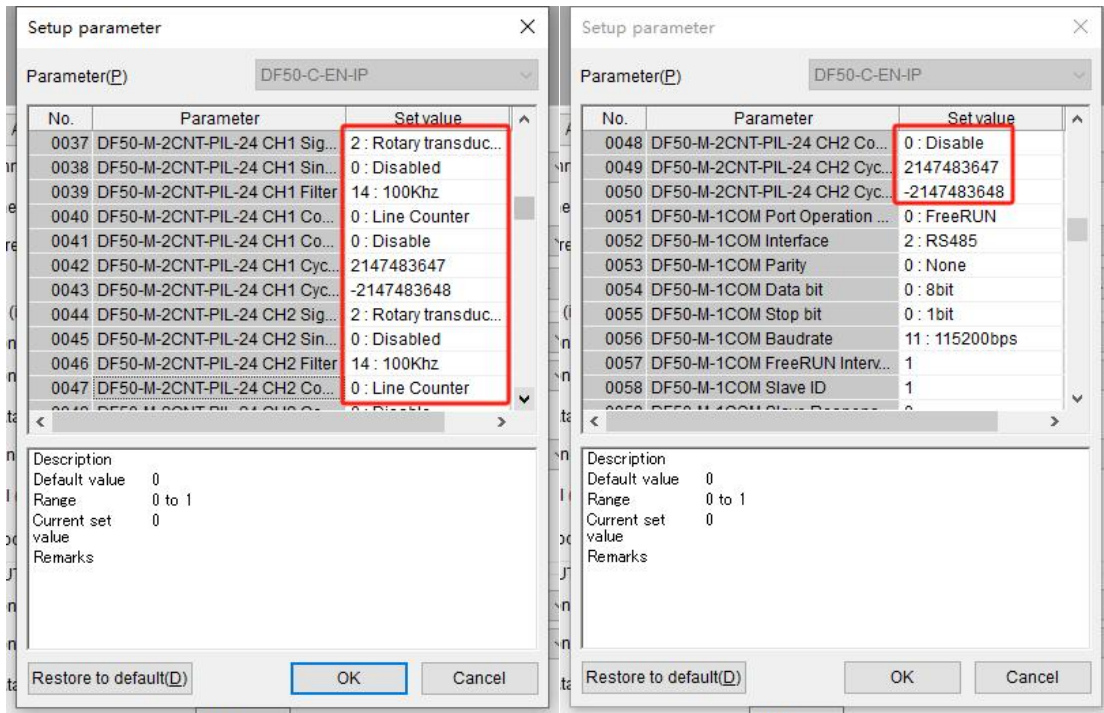 Setup parameter
Parameter(P) DF50-C-EN-IP
No. Parameter Set value
0037 DF50-M-2CNT-PIL-24 CH1 Sig... 2 : Rotary transduc...
0038 DF50-M-2CNT-PIL-24 CH1 Sin... 0 : Disabled
0039 DF50-M-2CNT-PIL-24 CH1 Filter 14 : 100Khz
0040 DF50-M-2CNT-PIL-24 CH1 Co... 0 : Line Counter
0041 DF50-M-2CNT-PIL-24 CH1 Co... 0 : Disable
0042 DF50-M-2CNT-PIL-24 CH1 Cyc... 2147483647
0043 DF50-M-2CNT-PIL-24 CH1 Cyc... -2147483648
0044 DF50-M-2CNT-PIL-24 CH2 Sig... 2 : Rotary transduc...
0045 DF50-M-2CNT-PIL-24 CH2 Sin... 0 : Disabled
0046 DF50-M-2CNT-PIL-24 CH2 Filter 14 : 100Khz
0047 DF50-M-2CNT-PIL-24 CH2 Co... 0 : Line Counter
Description
Default value 0
Range 0 to 1
Current set 0
value
Remarks
Restore to default(D) OK Cancel
Setup parameter
Parameter(P) DF50-C-EN-IP
No. Parameter Set value
0048 DF50-M-2CNT-PIL-24 CH2 Co... 0 : Disable
0049 DF50-M-2CNT-PIL-24 CH2 Cyc... 2147483647
0050 DF50-M-2CNT-PIL-24 CH2 Cyc... -2147483648
0051 DF50-M-1COM Port Operation ... 0 : FreeRUN
0052 DF50-M-1COM Interface 2 : RS485
0053 DF50-M-1COM Parity 0 : None
0054 DF50-M-1COM Data bit 0 : 8bit
0055 DF50-M-1COM Stop bit 0 : 1bit
0056 DF50-M-1COM Baudrate 11 : 115200bps
0057 DF50-M-1COM FreeRUN Interv... 1
0058 DF50-M-1COM Slave ID 1
Description
Default value 0
Range 0 to 1
Current set 0
value
Remarks
Restore to default(D) OK Cancel